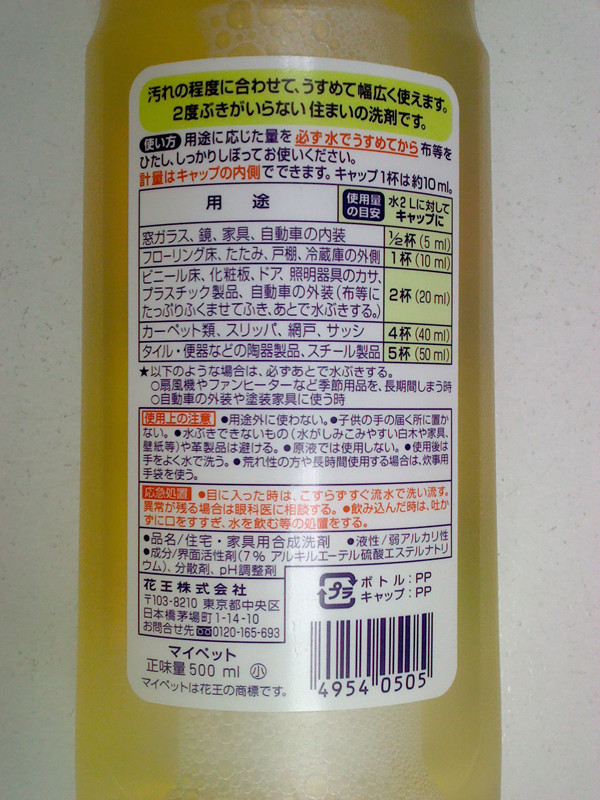 汚れの程度に合わせて、うすめて幅広く使えます。
2度ぶきがいらない 住まいの洗剤です。
使い方 用途に応じた量を必ず水でうすめてから布等を
ひたし、しっかりしぼってお使いください。
計量はキャップの内側でできます。キャップ1杯は約10ml。
用 途 使用量の目安 水2Lに対してキャップに
窓ガラス、鏡、家具、自動車の内装 1/2杯(5ml)
フローリング床、たたみ、戸棚、冷蔵庫の外側 1杯(10ml)
ビニール床、化粧板、ドア、照明器具のカサ、
プラスチック製品、自動車の外装(布等に 2杯(20ml)
たっぷりふくませてふき、あとで水ぶきする。)
カーペット類、スリッパ、網戸、サッシ 4杯(40ml)
タイル・便器などの陶器製品、スチール製品 5杯(50ml)
★以下のような場合は、必ずあとで水ぶきする。
○扇風機やファンヒーターなど季節用品を、長期間しまう時
○自動車の外装や塗装家具に使う時
使用上の注意 ●用途外に使わない。●子供の手の届く所に置か
ない。●水ぶきできないもの(水がしみこみやすい白木や家具、
壁紙等)や革製品は避ける。●原液では使用しない。●使用後は
手をよく水で洗う。●荒れ性の方や長時間使用する場合は、炊事用
手袋を使う。
応急処置 ●目に入った時は、こすらずすぐ流水で洗い流す。
異常が残る場合は眼科医に相談する。●飲み込んだ時は、吐か
ずに口をすすぎ、水を飲む等の処置をする。
●品名/住宅・家具用合成洗剤 ●液性/弱アルカリ性
●成分/界面活性剤(7% アルキルエーテル硫酸エステルナトリ
ウム)、分散剤、pH調整剤
花王株式会社
〒103-8210 東京都中央区
日本橋茅場町1-14-10
お問合せ先 0120-165-693
プラ ボトル:PP
キャップ:PP
マイペット
正味量 500 ml 小
マイペットは花王の商標です。
4954 0505